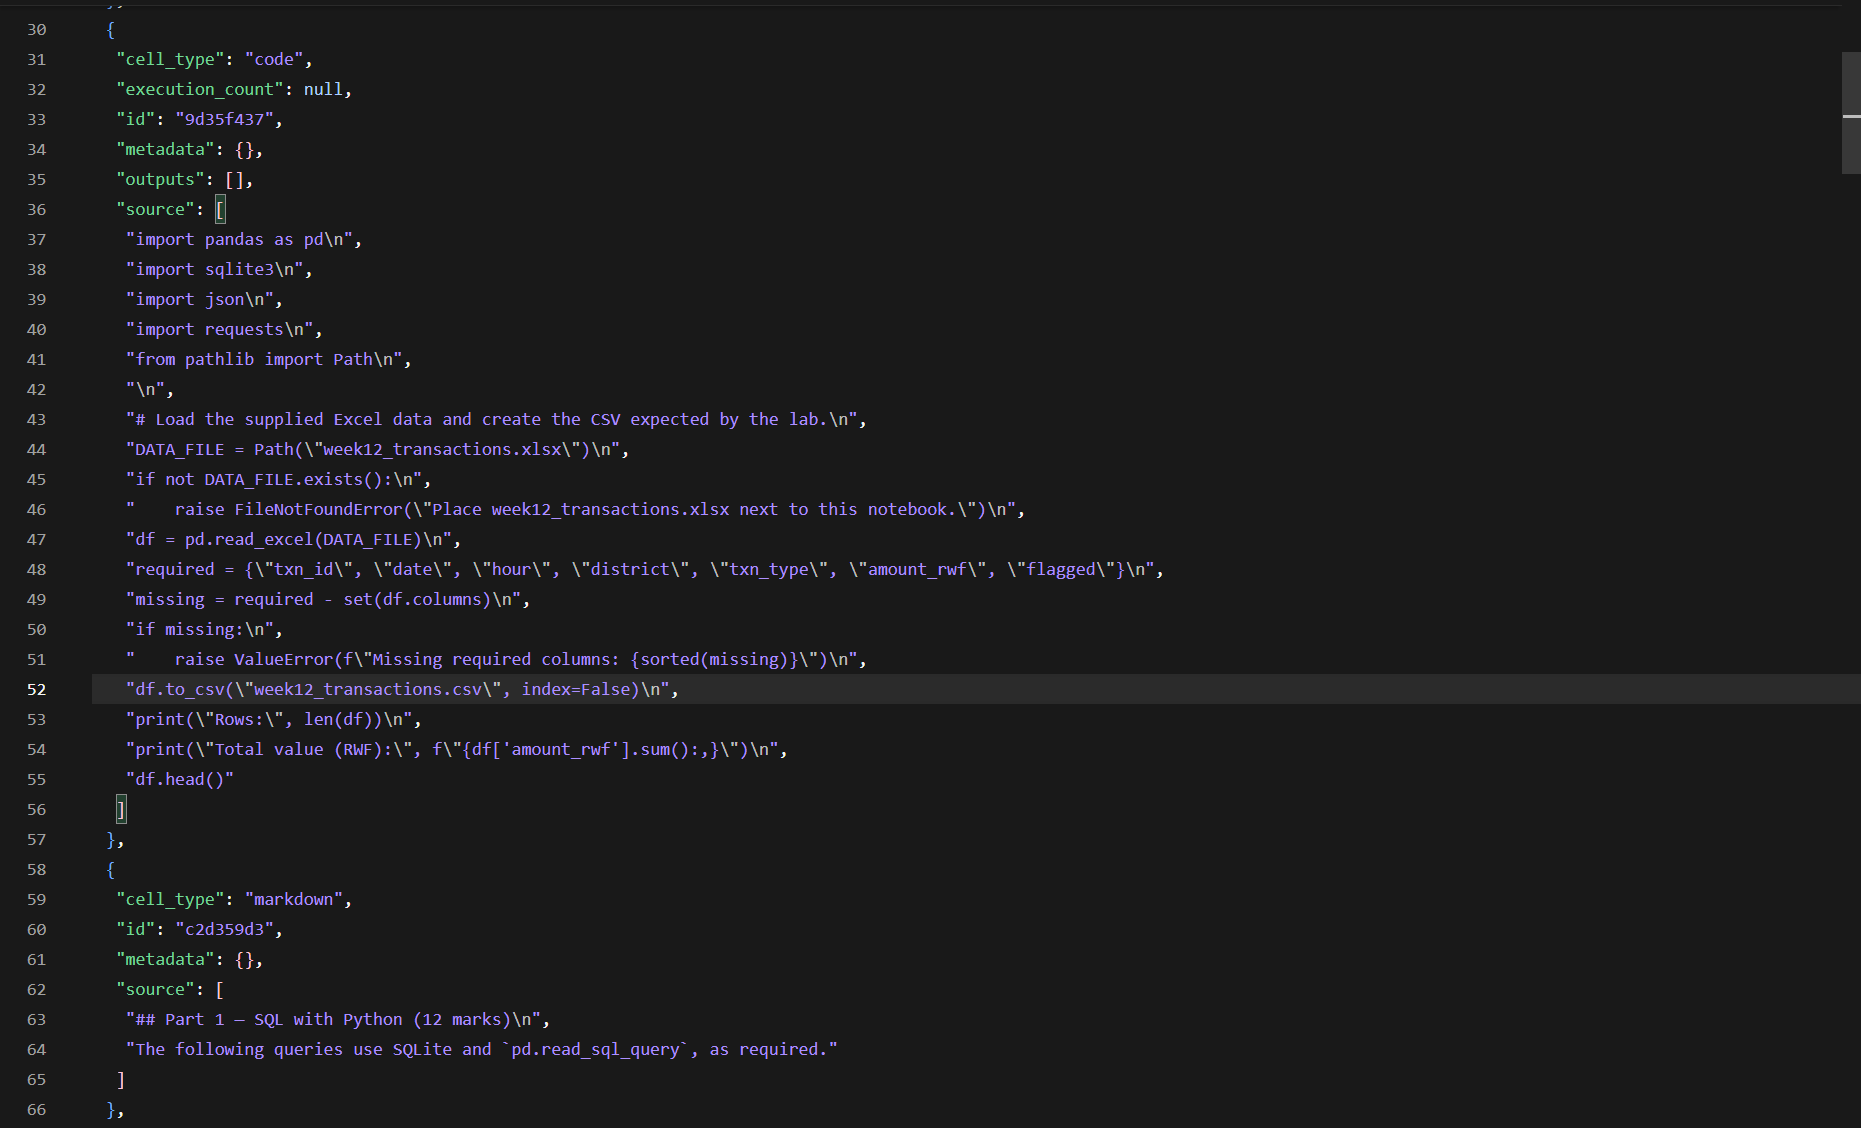 30 {
31 "cell_type": "code",
32 "execution_count": null,
33 "id": "9d35f437",
34 "metadata": {},
35 "outputs": [],
36 "source": [
37 "import pandas as pd\n",
38 "import sqlite3\n",
39 "import json\n",
40 "import requests\n",
41 "from pathlib import Path\n",
42 "\n",
43 "# Load the supplied Excel data and create the CSV expected by the lab.\n",
44 "DATA_FILE = Path(\"week12_transactions.xlsx\")\n",
45 "if not DATA_FILE.exists():\n",
46 "    raise FileNotFoundError(\"Place week12_transactions.xlsx next to this notebook.\")\n",
47 "df = pd.read_excel(DATA_FILE)\n",
48 "required = {\"txn_id\", \"date\", \"hour\", \"district\", \"txn_type\", \"amount_rwf\", \"flagged\"}\n",
49 "missing = required - set(df.columns)\n",
50 "if missing:\n",
51 "    raise ValueError(f\"Missing required columns: {sorted(missing)}\")\n",
52 "df.to_csv(\"week12_transactions.csv\", index=False)\n",
53 "print(\"Rows:\", len(df))\n",
54 "print(\"Total value (RWF):\", f\"{df['amount_rwf'].sum():,}\")\n",
55 "df.head()"
56 ]
57 },
58 {
59 "cell_type": "markdown",
60 "id": "c2d359d3",
61 "metadata": {},
62 "source": [
63 "## Part 1 — SQL with Python (12 marks)\n",
64 "The following queries use SQLite and `pd.read_sql_query`, as required."
65 ]
66 },